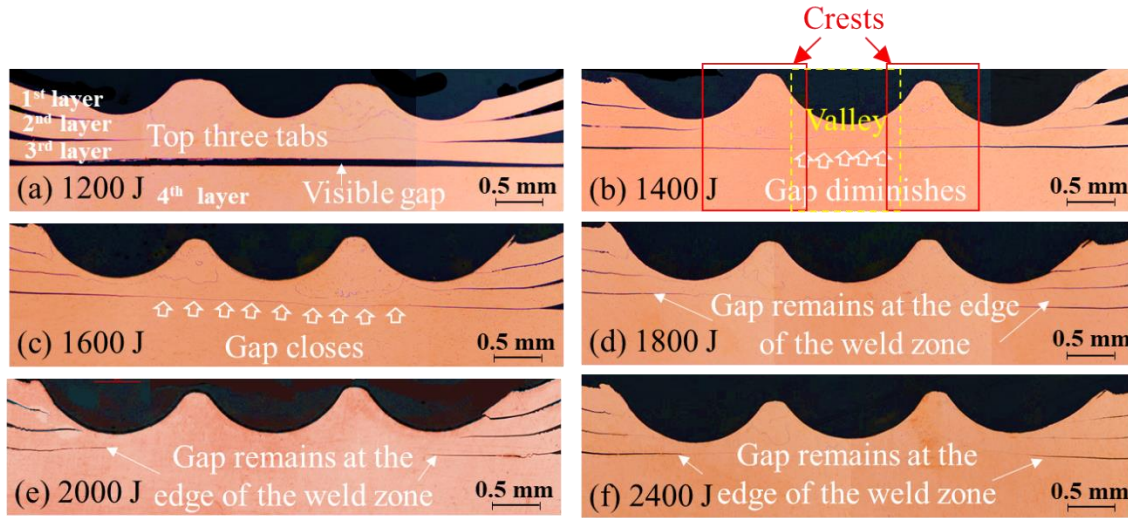 Crests
1st layer
2nd layer
3rd layer
Top three tabs
(a) 1200 J
4th layer
Visible gap
0.5 mm
Valley
(b) 1400 J
Gap diminishes
0.5 mm
(c) 1600 J
Gap closes
0.5 mm
(d) 1800 J
Gap remains at the edge
of the weld zone
0.5 mm
(e) 2000 J
Gap remains at the
edge of the weld zone
0.5 mm
(f) 2400 J
Gap remains at the
edge of the weld zone
0.5 mm